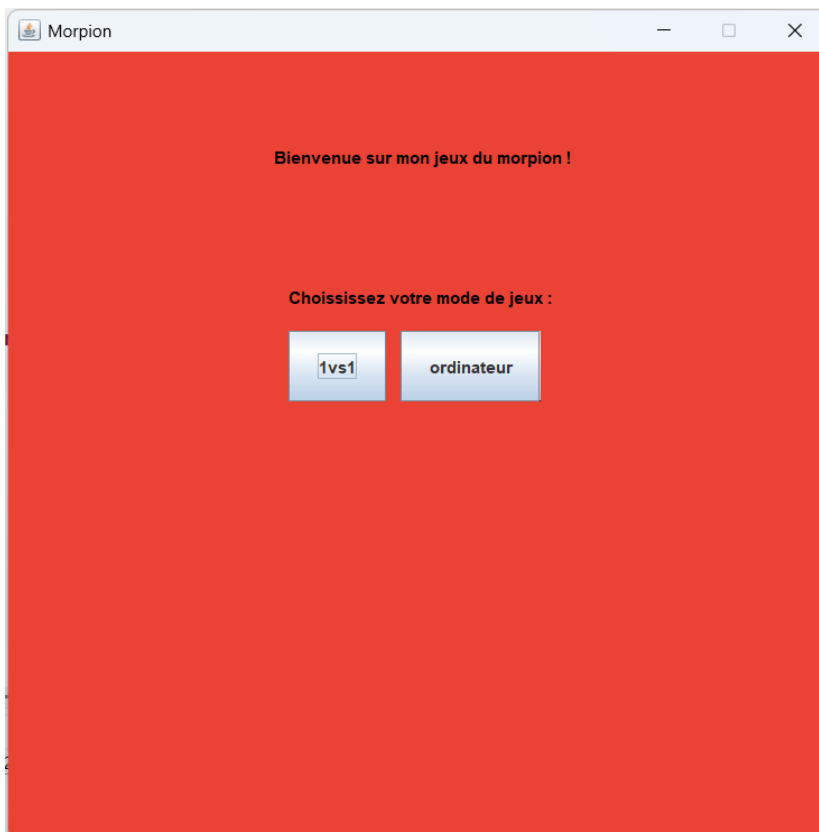 Morpion
Bienvenue sur mon jeux du morpion !
Choississez votre mode de jeux :
1vs1 ordinateur